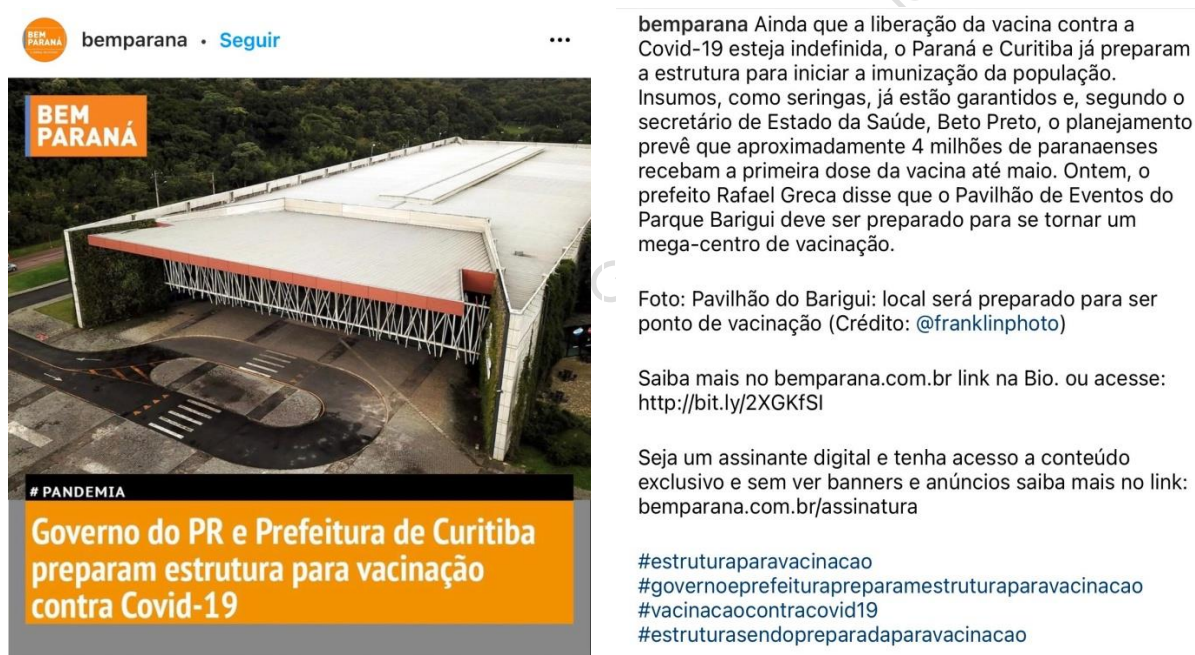 BEM
PARANÁ
bemparana • Seguir
...
BEM
PARANÁ
# PANDEMIA
Governo do PR e Prefeitura de Curitiba
preparam estrutura para vacinação
contra Covid-19
bemparana Ainda que a liberação da vacina contra a
Covid-19 esteja indefinida, o Paraná e Curitiba já preparam
a estrutura para iniciar a imunização da população.
Insumos, como seringas, já estão garantidos e, segundo o
secretário de Estado da Saúde, Beto Preto, o planejamento
prevê que aproximadamente 4 milhões de paranaenses
recebam a primeira dose da vacina até maio. Ontem, o
prefeito Rafael Greca disse que o Pavilhão de Eventos do
Parque Barigui deve ser preparado para se tornar um
mega-centro de vacinação.
Foto: Pavilhão do Barigui: local será preparado para ser
ponto de vacinação (Crédito: @franklinphoto)
Saiba mais no bemparana.com.br link na Bio. ou acesse:
http://bit.ly/2XGKfSl
Seja um assinante digital e tenha acesso a conteúdo
exclusivo e sem ver banners e anúncios saiba mais no link:
bemparana.com.br/assinatura
#estruturaparavacinacao
#governoeprefeiturapreparamestruturaparavacinacao
#vacinacaocontracovid19
#estruturasendopreparadaparavacinacao